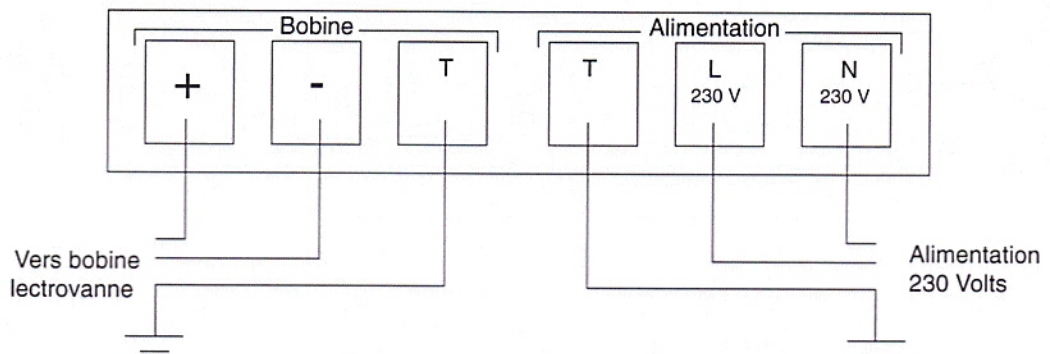 Bobine
Alimentation
+
-
T
T
L
230 V
N
230 V
Vers bobine
lectrovanne
Alimentation
230 Volts